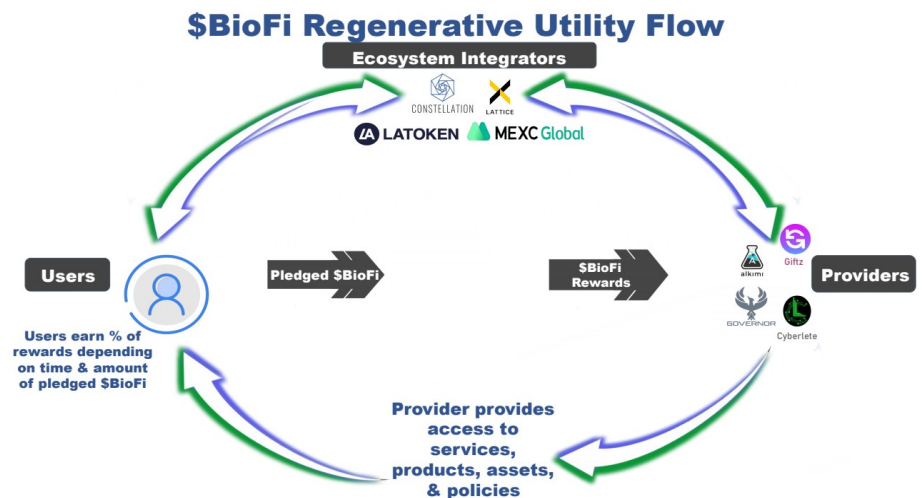 $BioFi Regenerative Utility Flow
Ecosystem Integrators
CONSTELLATION
LATTICE
LA LATOKEN
MEXC Global
Users
Pledged $BioFi
$BioFi
Rewards
alkimi
Giftz
GOVERNOR
Cyberlete
Providers
Users earn % of
rewards depending
on time & amount
of pledged $BioFi
Provider provides
access to
services,
products, assets,
& policies